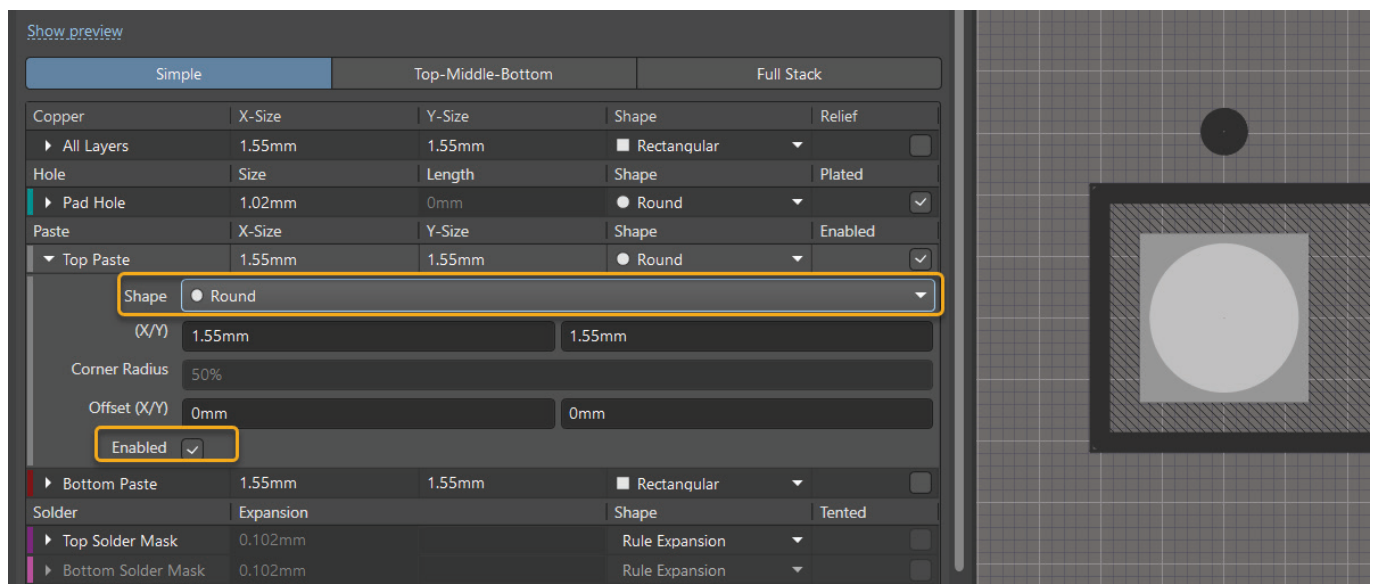 Show preview
Simple Top-Middle-Bottom Full Stack
Copper X-Size Y-Size Shape Relief
All Layers 1.55mm 1.55mm Rectangular
Hole Size Length Shape Plated
Pad Hole 1.02mm 0mm Round
Paste X-Size Y-Size Shape Enabled
Top Paste 1.55mm 1.55mm Round
Shape Round
(X/Y) 1.55mm 1.55mm
Corner Radius 50%
Offset (X/Y) 0mm 0mm
Enabled
Bottom Paste 1.55mm 1.55mm Rectangular
Solder Expansion Shape Tented
Top Solder Mask 0.102mm Rule Expansion
Bottom Solder Mask 0.102mm Rule Expansion